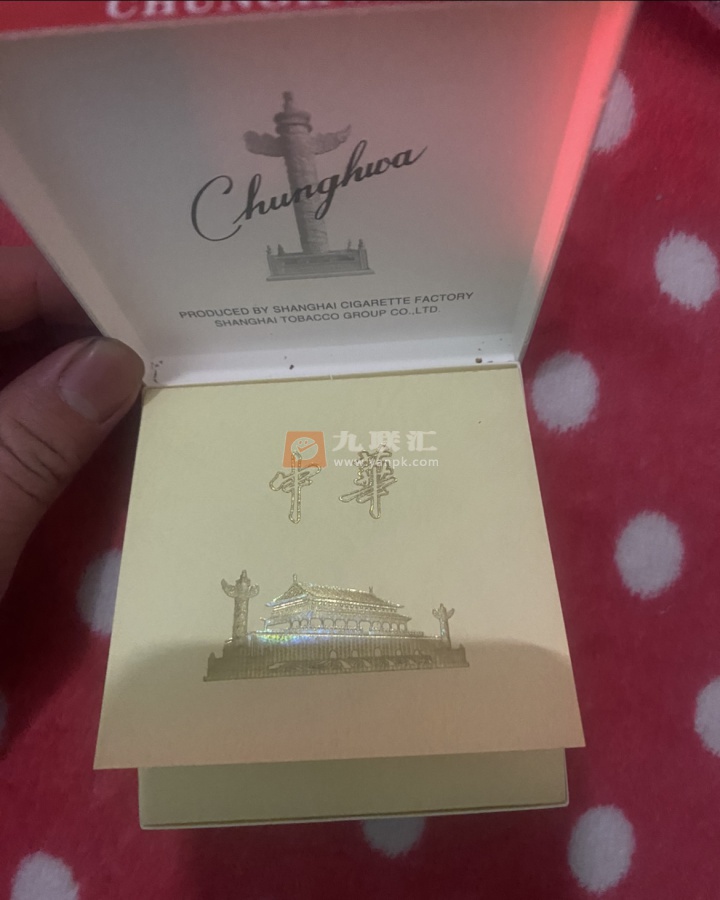 CHUNGHWA
Chunghwa
PRODUCED BY SHANGHAI CIGARETTE FACTORY
SHANGHAI TOBACCO GROUP CO.,LTD.
九联汇
www.yanpk.com
中華